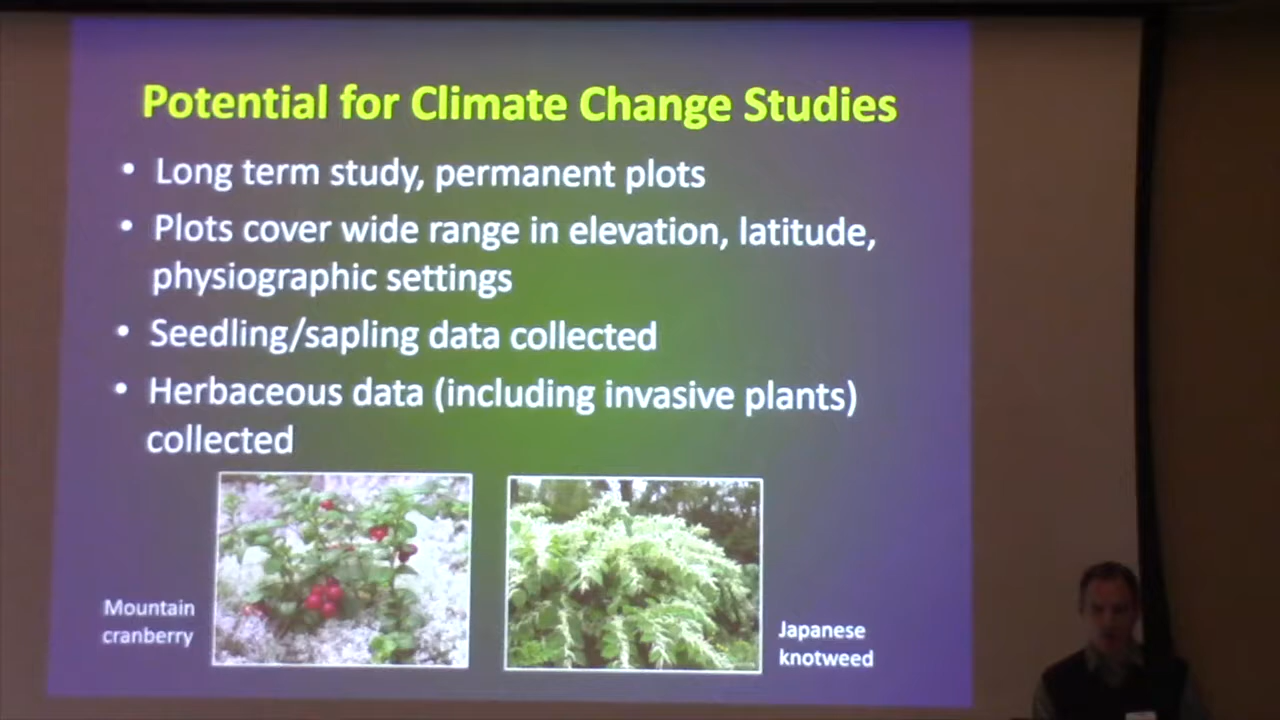 Potential for Climate Change Studies
• Long term study, permanent plots
• Plots cover wide range in elevation, latitude,
physiographic settings
• Seedling/sapling data collected
• Herbaceous data (including invasive plants)
collected
Mountain
cranberry
Japanese
knotweed